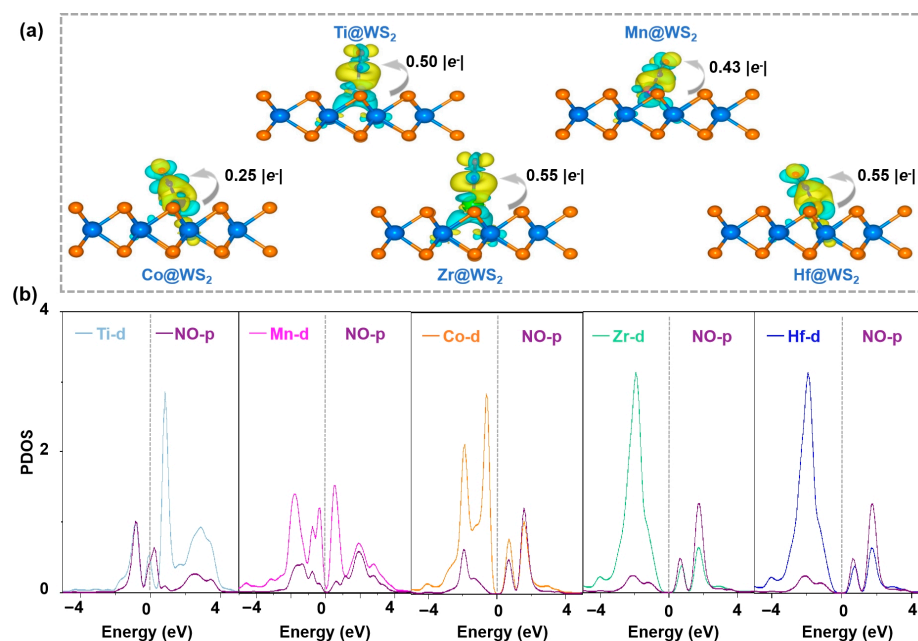 (a)
Ti@WS₂
Mn@WS₂
0.50 |e-|
0.43 |e-|
0.25 |e-|
0.55 |e-|
0.55 |e-|
Co@WS₂
Zr@WS₂
Hf@WS₂
(b)
4
2
0
PDOS
Ti-d NO-p
Mn-d NO-p
Co-d NO-p
Zr-d NO-p
Hf-d NO-p
−4 0 4
−4 0 4
−4 0 4
−4 0 4
−4 0 4
Energy (eV)
Energy (eV)
Energy (eV)
Energy (eV)
Energy (eV)